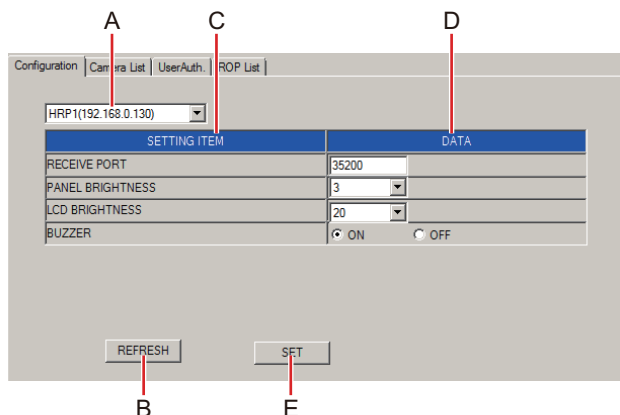 A C D
Configuration Camera List UserAuth. ROP List
HRP1(192.168.0.130)
SETTING ITEM DATA
RECEIVE PORT 35200
PANEL BRIGHTNESS 3
LCD BRIGHTNESS 20
BUZZER ON OFF
REFRESH SET
B E